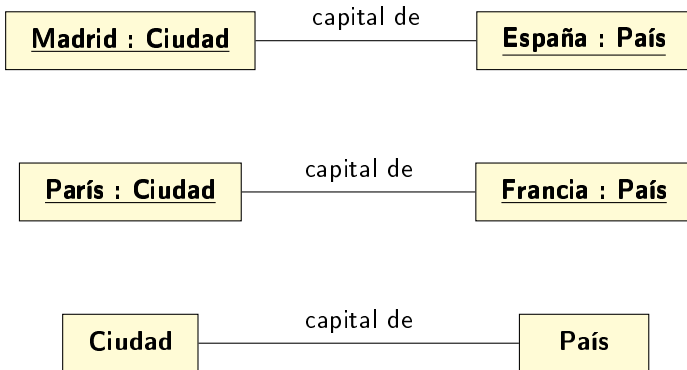 capital de
Madrid : Ciudad España : País
capital de
París : Ciudad Francia : País
capital de
Ciudad País